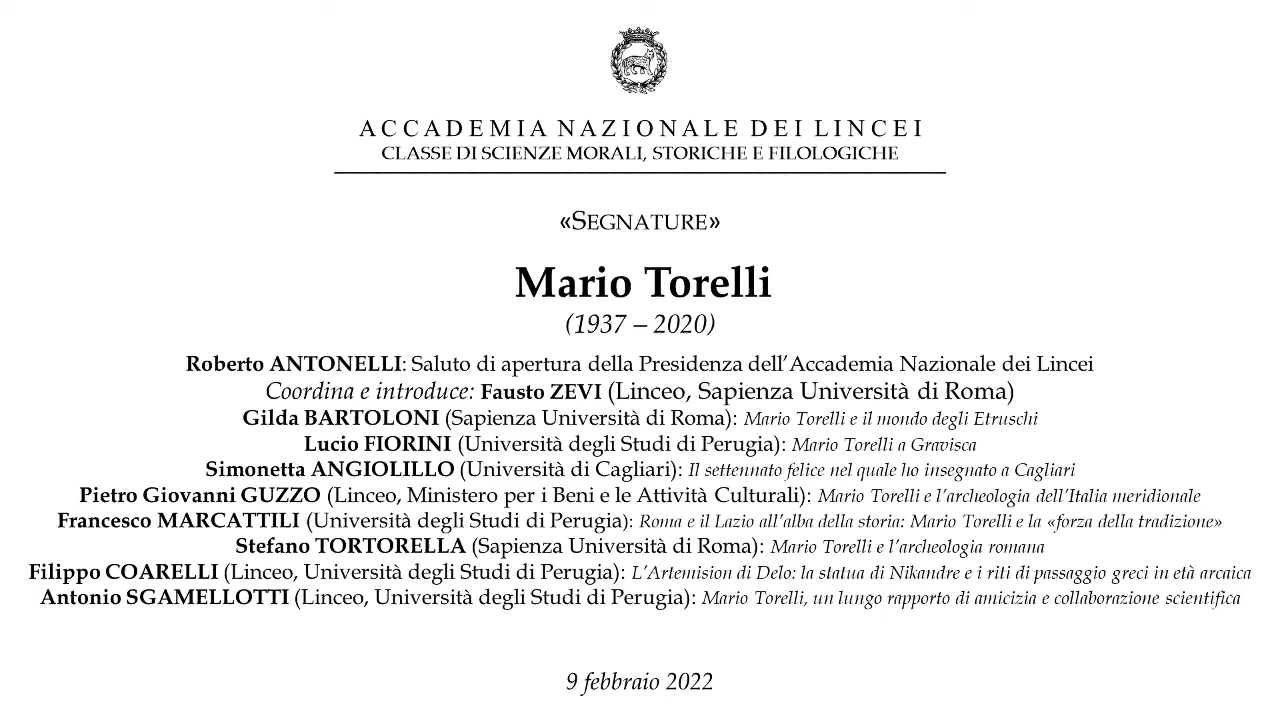 ACCADEMIA NAZIONALE DEI LINCEI
CLASSE DI SCIENZE MORALI, STORICHE E FILOLOGICHE
«SEGNATURE»
Mario Torelli
(1937 – 2020)
Roberto ANTONELLI: Saluto di apertura della Presidenza dell’Accademia Nazionale dei Lincei
Coordina e introduce: Fausto ZEVI (Linceo, Sapienza Università di Roma)
Gilda BARTOLONI (Sapienza Università di Roma): Mario Torelli e il mondo degli Etruschi
Lucio FIORINI (Università degli Studi di Perugia): Mario Torelli a Gravisca
Simonetta ANGIOLILLO (Università di Cagliari): Il settennato felice nel quale ho insegnato a Cagliari
Pietro Giovanni GUZZO (Linceo, Ministero per i Beni e le Attività Culturali): Mario Torelli e l’archeologia dell’Italia meridionale
Francesco MARCATTILI (Università degli Studi di Perugia): Roma e il Lazio all’alba della storia: Mario Torelli e la «forza della tradizione»
Stefano TORTORELLA (Sapienza Università di Roma): Mario Torelli e l’archeologia romana
Filippo COARELLI (Linceo, Università degli Studi di Perugia): L’Artemision di Delo: la statua di Nikandre e i riti di passaggio greci in età arcaica
Antonio SGAMELLOTTI (Linceo, Università degli Studi di Perugia): Mario Torelli, un lungo rapporto di amicizia e collaborazione scientifica
9 febbraio 2022